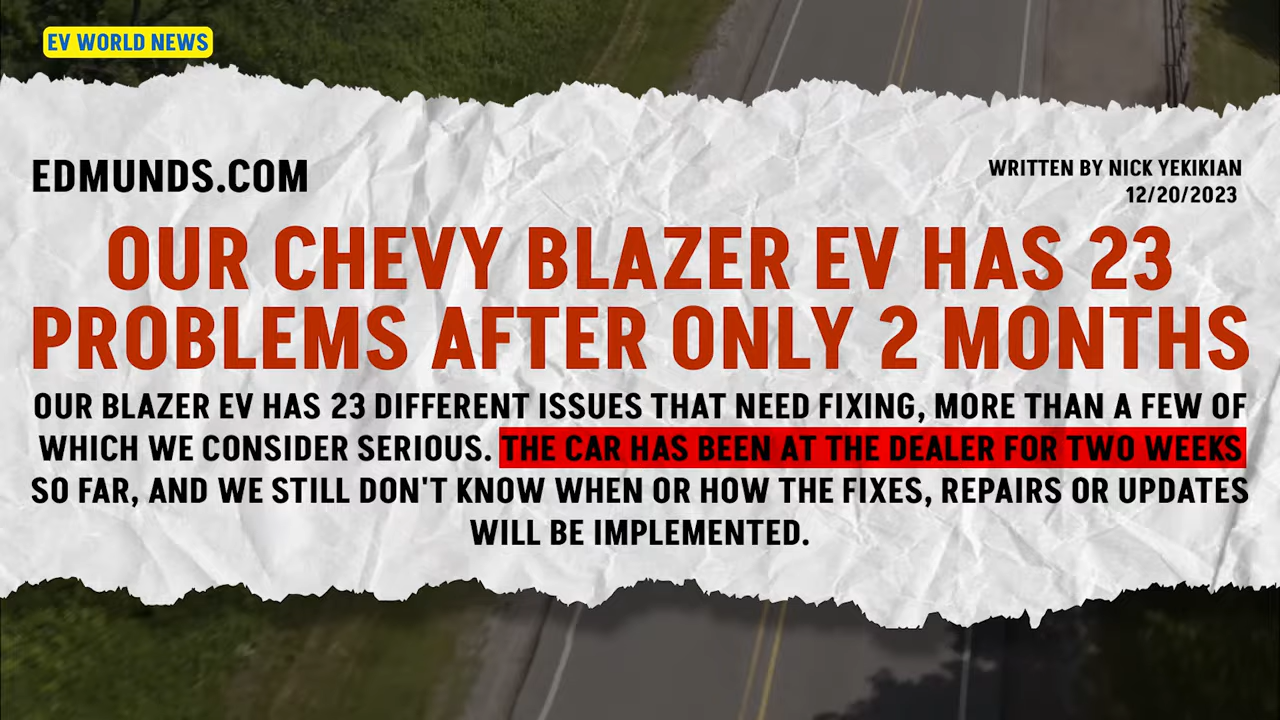 EV WORLD NEWS
EDMUNDS.COM
WRITTEN BY NICK YEKIKIAN
12/20/2023
OUR CHEVY BLAZER EV HAS 23
PROBLEMS AFTER ONLY 2 MONTHS
OUR BLAZER EV HAS 23 DIFFERENT ISSUES THAT NEED FIXING, MORE THAN A FEW OF
WHICH WE CONSIDER SERIOUS. THE CAR HAS BEEN AT THE DEALER FOR TWO WEEKS
SO FAR, AND WE STILL DON'T KNOW WHEN OR HOW THE FIXES, REPAIRS OR UPDATES
WILL BE IMPLEMENTED.